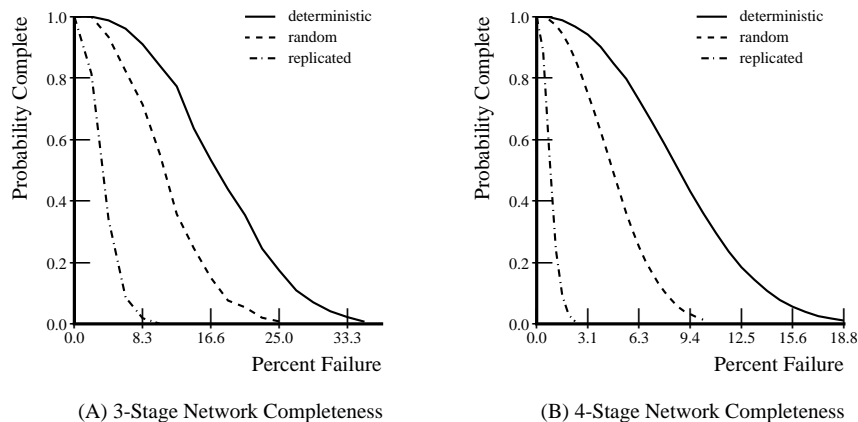 Probability Complete
1.0
0.8
0.6
0.4
0.2
0.0
0.0 8.3 16.6 25.0 33.3
Percent Failure
deterministic
random
replicated
(A) 3-Stage Network Completeness
Probability Complete
1.0
0.8
0.6
0.4
0.2
0.0
0.0 3.1 6.3 9.4 12.5 15.6 18.8
Percent Failure
deterministic
random
replicated
(B) 4-Stage Network Completeness